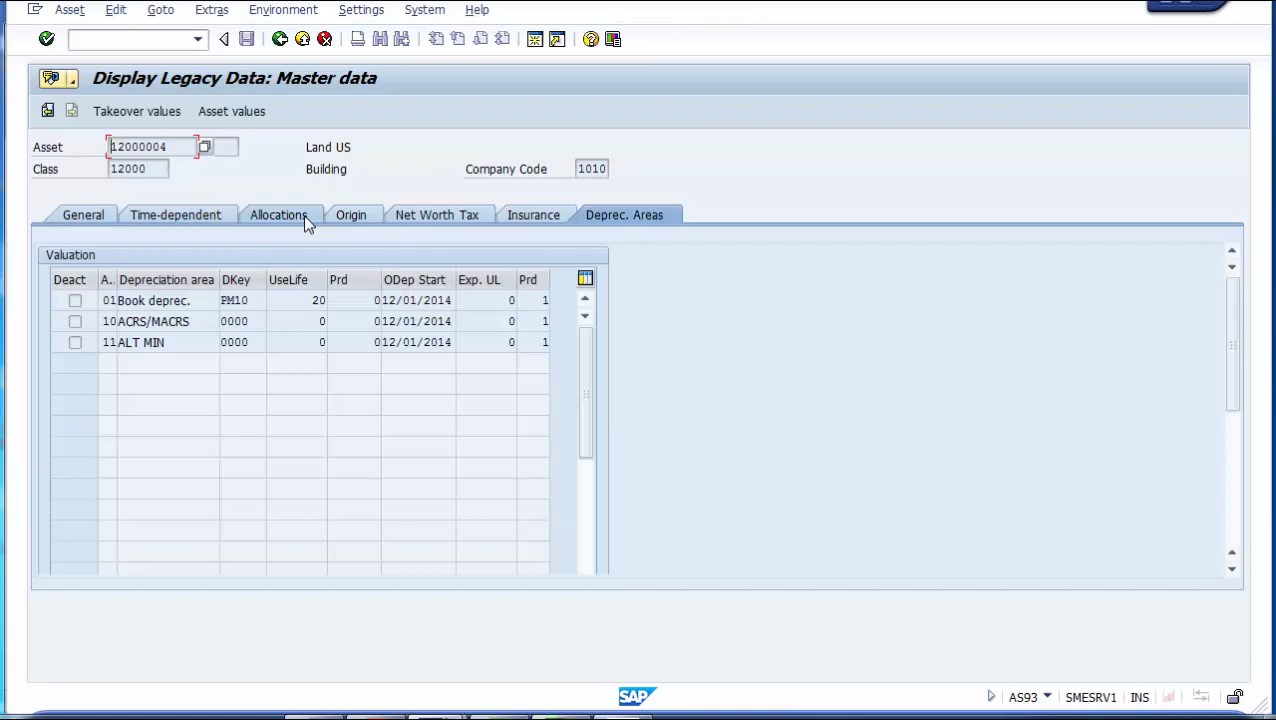 Asset Edit Goto Extras Environment Settings System Help
Display Legacy Data: Master data
Takeover values Asset values
Asset 12000004 Land US
Class 12000 Building Company Code 1010
General Time-dependent Allocations Origin Net Worth Tax Insurance Deprec. Areas
Valuation
Deact A.. Depreciation area DKey UseLife Prd ODep Start Exp. UL Prd
01 Book deprec. PM10 20 0 12/01/2014 0 1
10 ACRS/MACRS 0000 0 0 12/01/2014 0 1
11 ALT MIN 0000 0 0 12/01/2014 0 1
SAP AS93 SMESRV1 INS